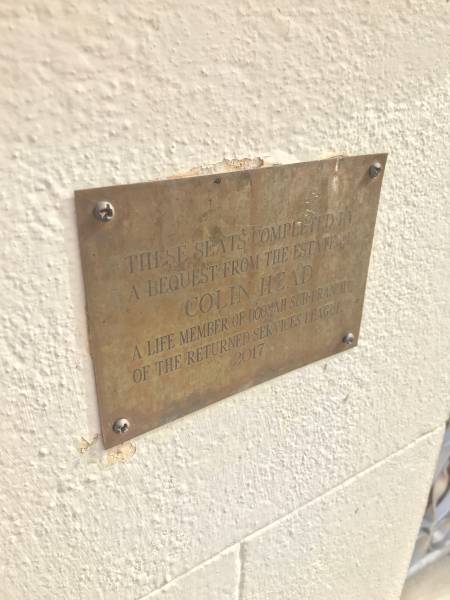 THESE SEATS COMPLETED BY
A BEQUEST FROM THE ESTATE OF
COLIN HEAD
A LIFE MEMBER OF SUB-BRANCH
OF THE RETURNED SERVICES LEAGUE
2017